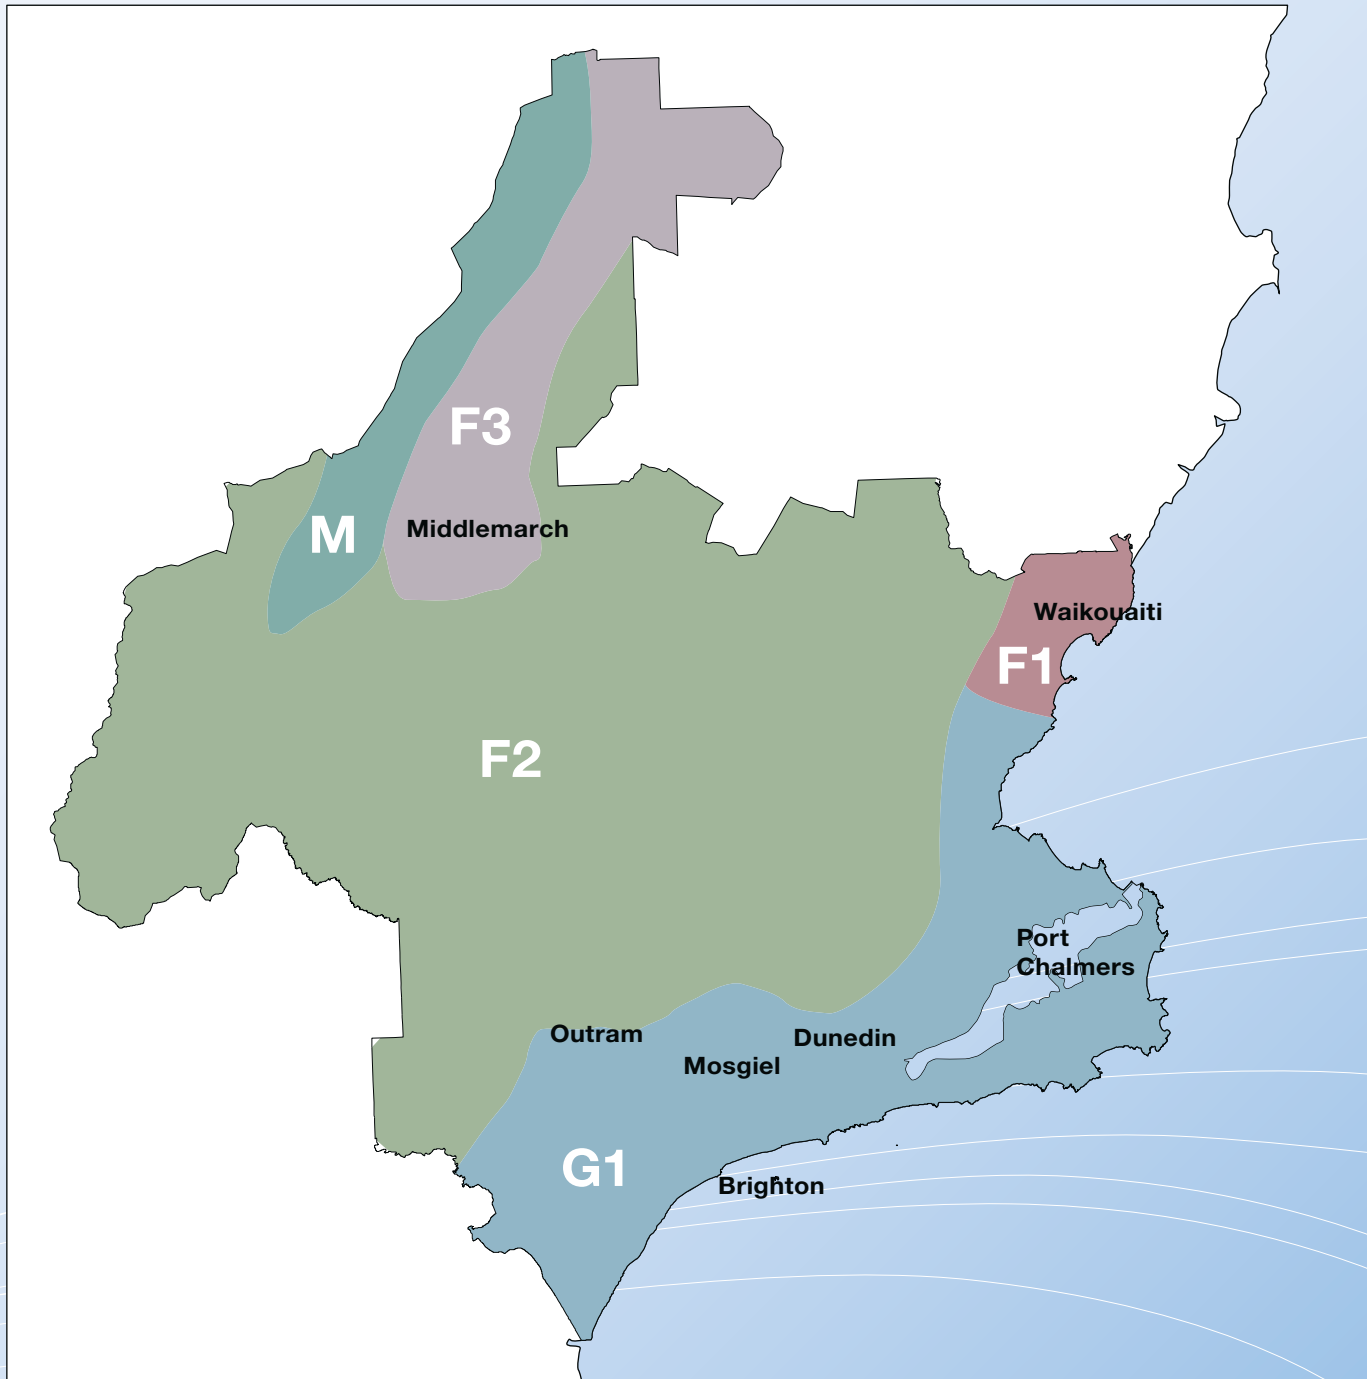 F3
Middlemarch
M
Waikouaiti
F1
F2
Port
Chalmers
Outram
Dunedin
Mosgiel
G1
Brighton